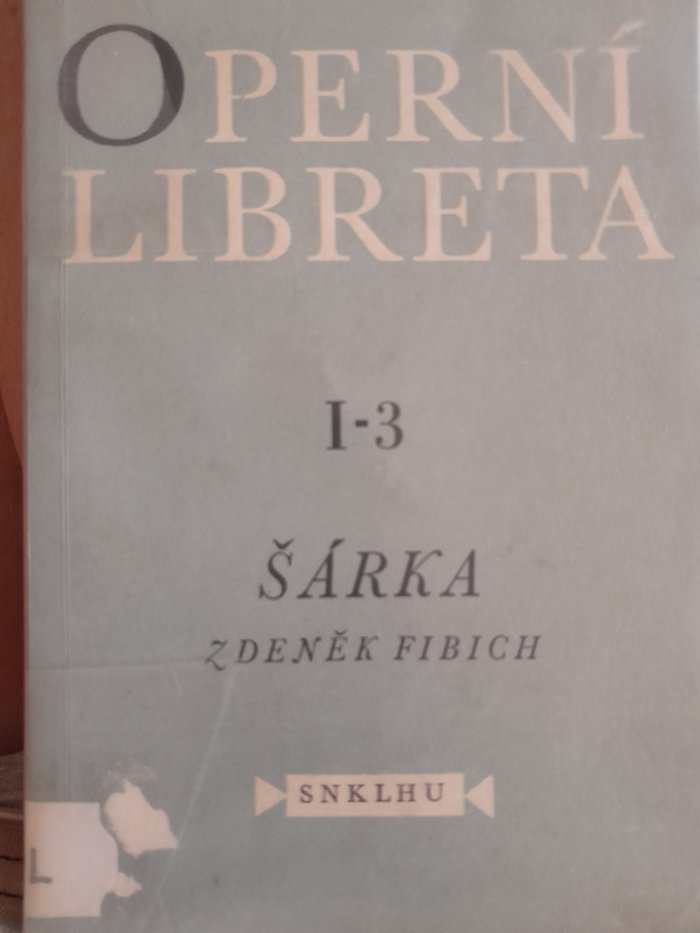 OPERNÍ
LIBRETA
I-3
ŠÁRKA
ZDENĚK FIBICH
SNKLHU
L